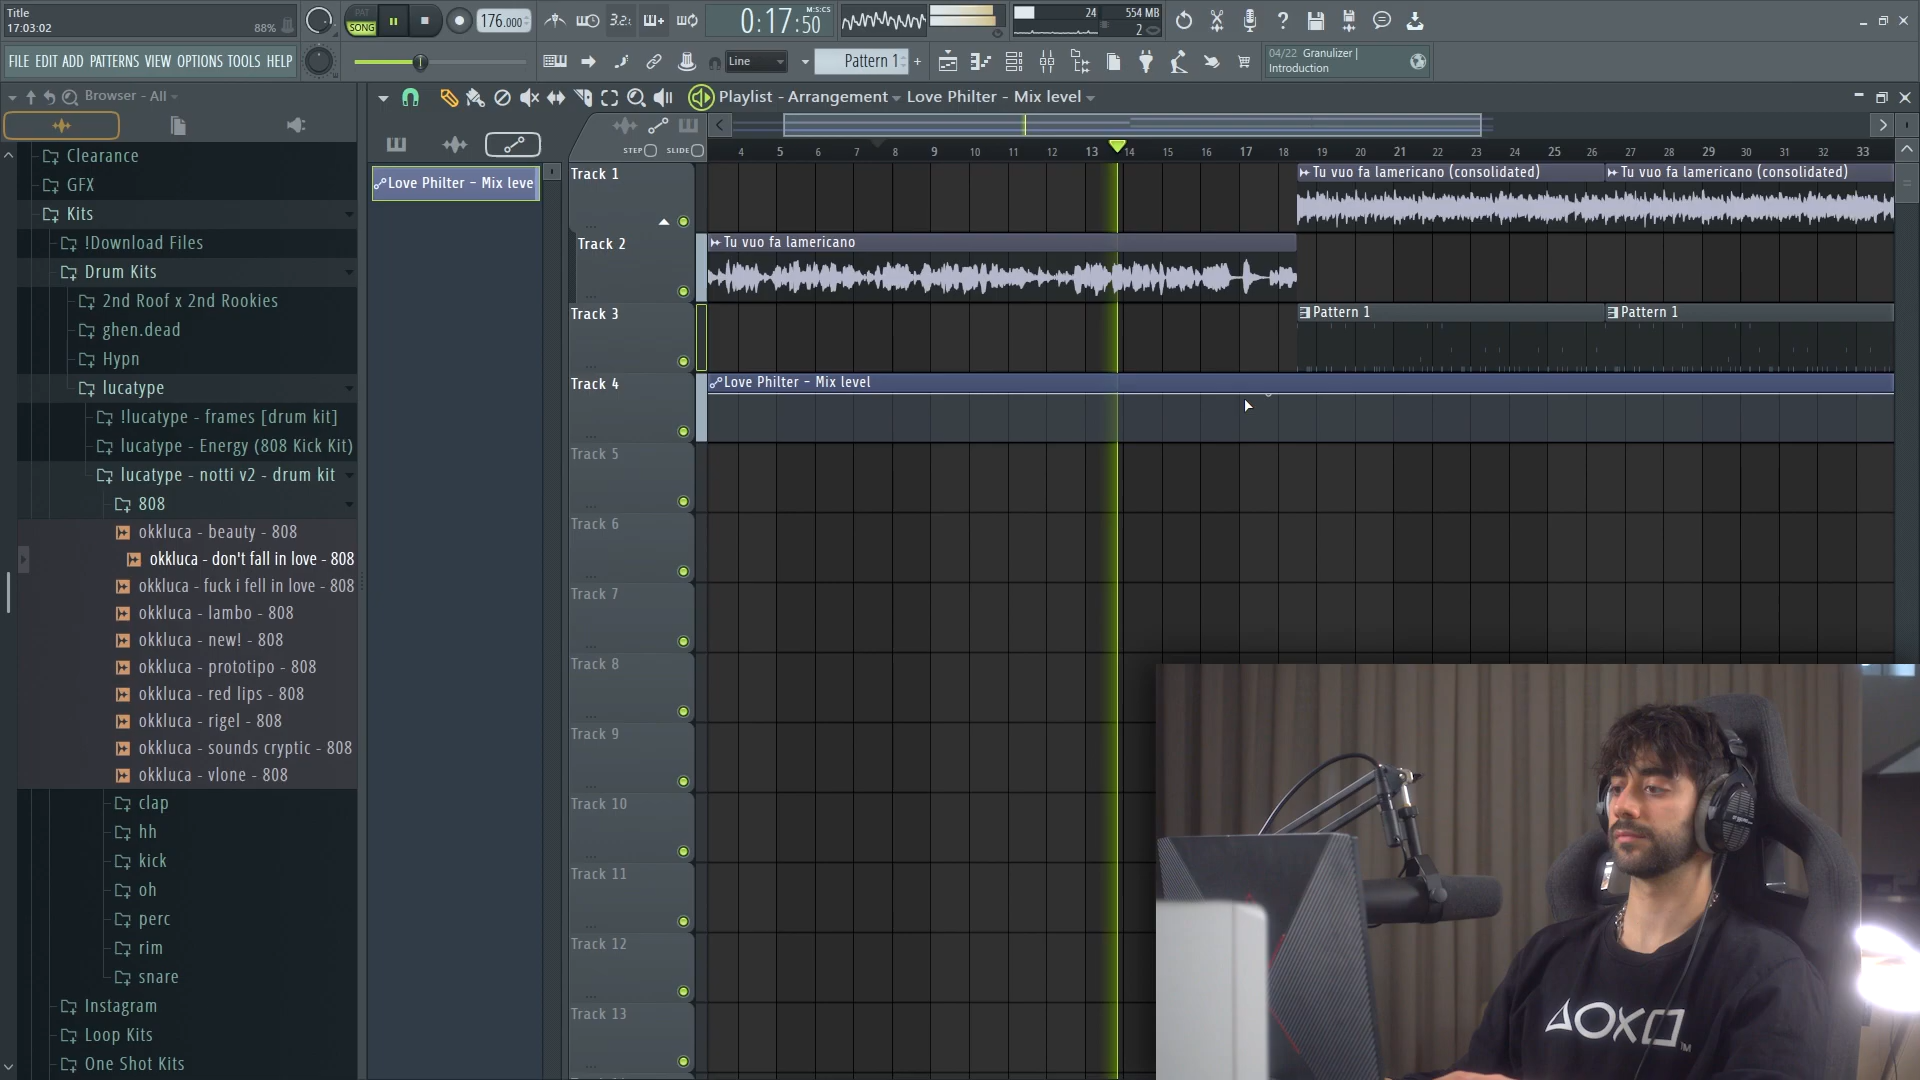 Title
17:03:02
88%
PAT
SONG
176.000
3.2.
0:17:50
M:S:CS
24
554 MB
2
FILE EDIT ADD PATTERNS VIEW OPTIONS TOOLS HELP
Line
Pattern 1
+
04/22 Granulizer |
Introduction
Browser - All
Playlist - Arrangement
Love Philter - Mix level
STEP
SLIDE
4 5 6 7 8 9 10 11 12 13 14 15 16 17 18 19 20 21 22 23 24 25 26 27 28 29 30 31 32 33
Clearance
GFX
Kits
!Download Files
Drum Kits
2nd Roof x 2nd Rookies
ghen.dead
Hypn
lucatype
!lucatype - frames [drum kit]
lucatype - Energy (808 Kick Kit)
lucatype - notti v2 - drum kit
808
okkluca - beauty - 808
okkluca - don't fall in love - 808
okkluca - fuck i fell in love - 808
okkluca - lambo - 808
okkluca - new! - 808
okkluca - prototipo - 808
okkluca - red lips - 808
okkluca - rigel - 808
okkluca - sounds cryptic - 808
okkluca - vlone - 808
clap
hh
kick
oh
perc
rim
snare
Instagram
Loop Kits
One Shot Kits
Love Philter - Mix leve
Track 1
Tu vuo fa lamericano (consolidated)
Tu vuo fa lamericano (consolidated)
Track 2
Tu vuo fa lamericano
Track 3
Pattern 1
Pattern 1
Track 4
Love Philter - Mix level
Track 5
Track 6
Track 7
Track 8
Track 9
Track 10
Track 11
Track 12
Track 13